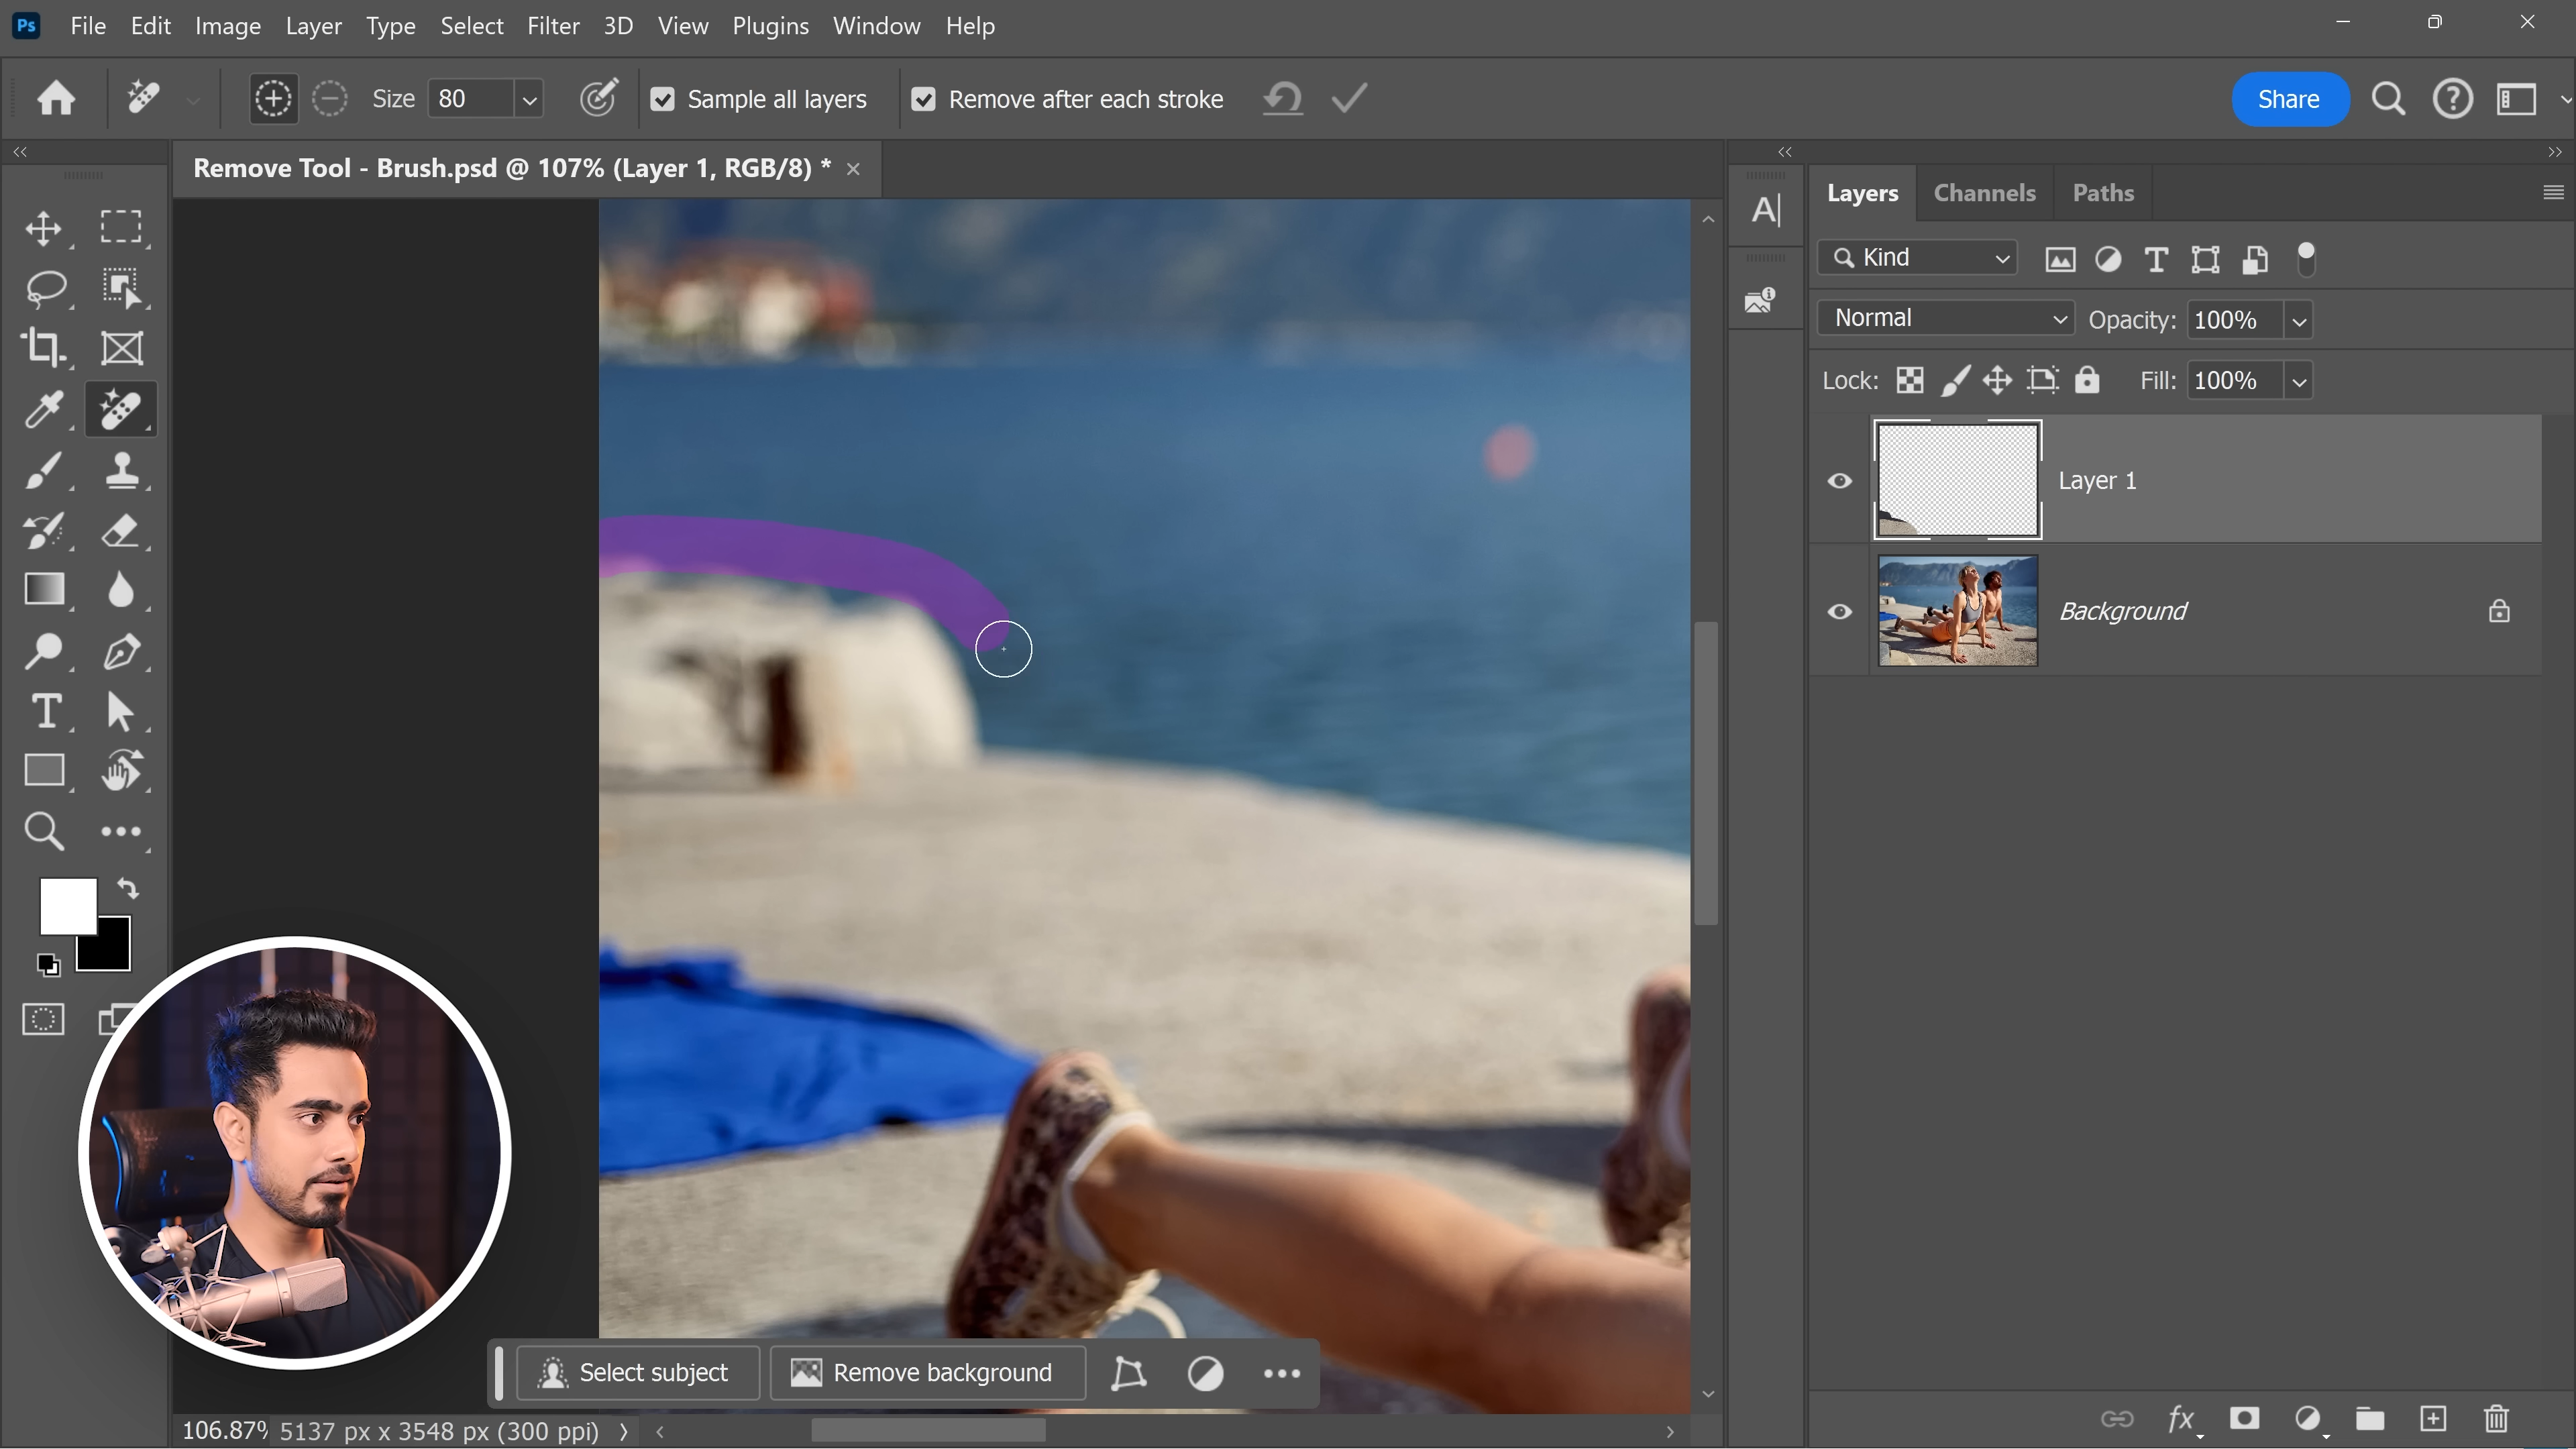 Ps File Edit Image Layer Type Select Filter 3D View Plugins Window Help
Size 80 Sample all layers Remove after each stroke Share
Remove Tool - Brush.psd @ 107% (Layer 1, RGB/8) *
Layers Channels Paths
Kind
Normal Opacity: 100%
Lock: Fill: 100%
Layer 1
Background
Select subject Remove background
106.87% 5137 px x 3548 px (300 ppi)
fx